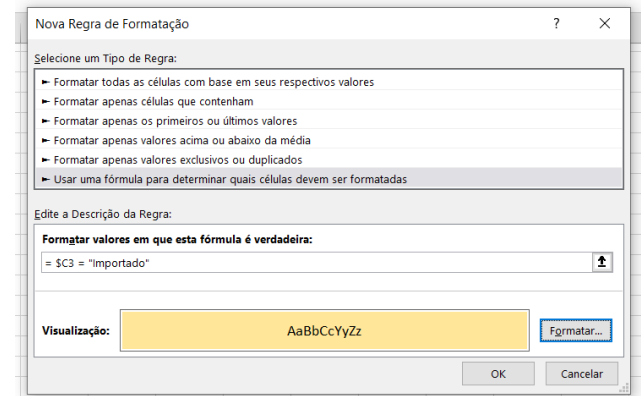 Nova Regra de Formatação ?
Selecione um Tipo de Regra:
► Formatar todas as células com base em seus respectivos valores
► Formatar apenas células que contenham
► Formatar apenas os primeiros ou últimos valores
► Formatar apenas valores acima ou abaixo da média
► Formatar apenas valores exclusivos ou duplicados
► Usar uma fórmula para determinar quais células devem ser formatadas
Edite a Descrição da Regra:
Formatar valores em que esta fórmula é verdadeira:
= $C3 = "Importado"
Visualização: AaBbCcYyZz Formatar...
OK Cancelar